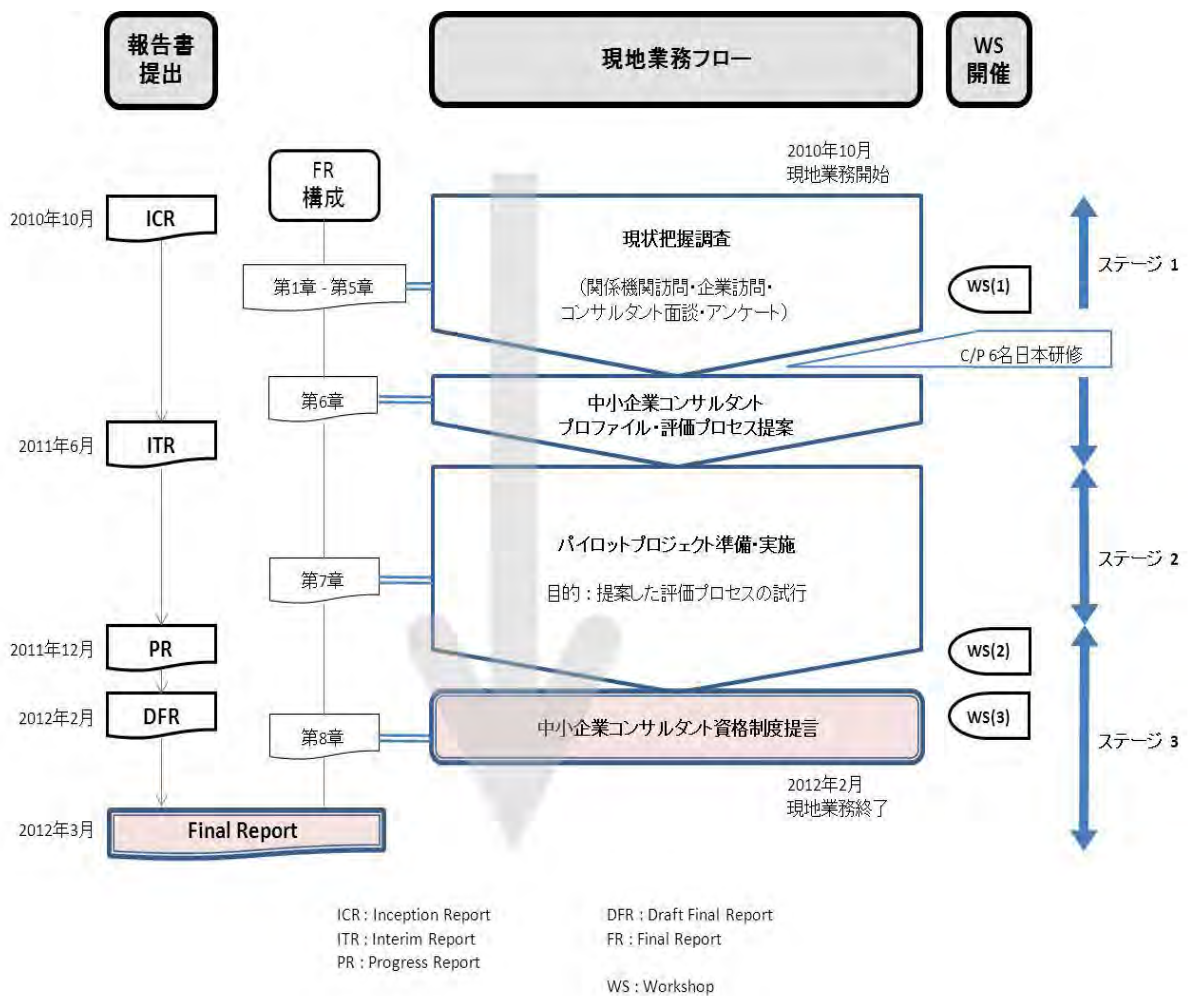 報告書
提出
現地業務フロー
WS
開催
2010年10月
現地業務開始
FR
構成
2010年10月
ICR
現状把握調査
(関係機関訪問・企業訪問・
コンサルタント面談・アンケート)
第1章 - 第5章
WS(1)
ステージ 1
C/P 6名日本研修
第6章
中小企業コンサルタント
プロファイル・評価プロセス提案
2011年6月
ITR
パイロットプロジェクト準備・実施
目的:提案した評価プロセスの試行
第7章
ステージ 2
2011年12月
PR
WS(2)
2012年2月
DFR
第8章
中小企業コンサルタント資格制度提言
WS(3)
ステージ 3
2012年2月
現地業務終了
2012年3月
Final Report
ICR : Inception Report
ITR : Interim Report
PR : Progress Report
DFR : Draft Final Report
FR : Final Report
WS : Workshop